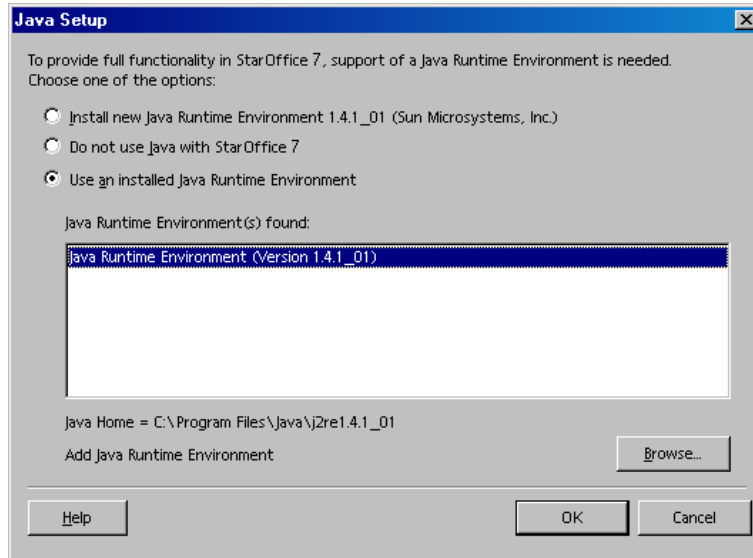 Java Setup
To provide full functionality in StarOffice 7, support of a Java Runtime Environment is needed.
Choose one of the options:
Install new Java Runtime Environment 1.4.1_01 (Sun Microsystems, Inc.)
Do not use Java with StarOffice 7
Use an installed Java Runtime Environment
Java Runtime Environment(s) found:
Java Runtime Environment (Version 1.4.1_01)
Java Home = C:\Program Files\Java\j2re1.4.1_01
Add Java Runtime Environment
Browse...
Help
OK
Cancel